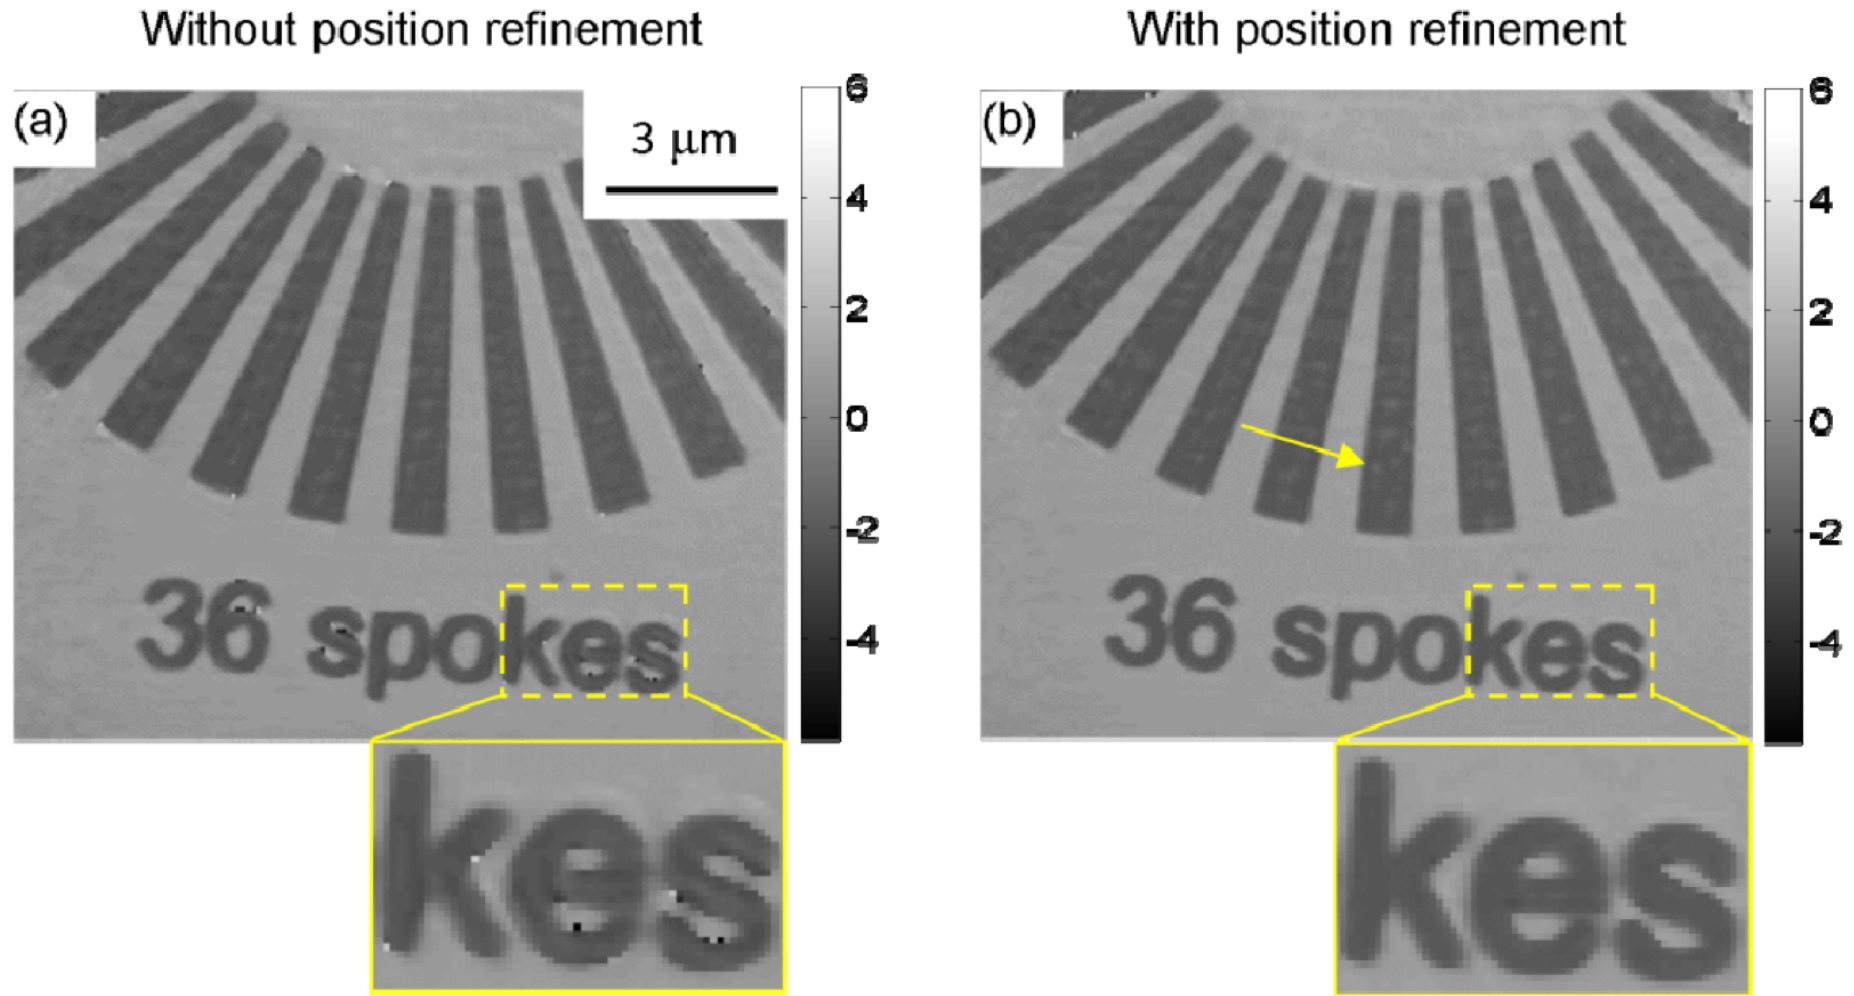 Without position refinement
With position refinement
(a)
3 μm
6
4
2
0
-2
-4
36 spokes
kes
(b)
6
4
2
0
-2
-4
36 spokes
kes